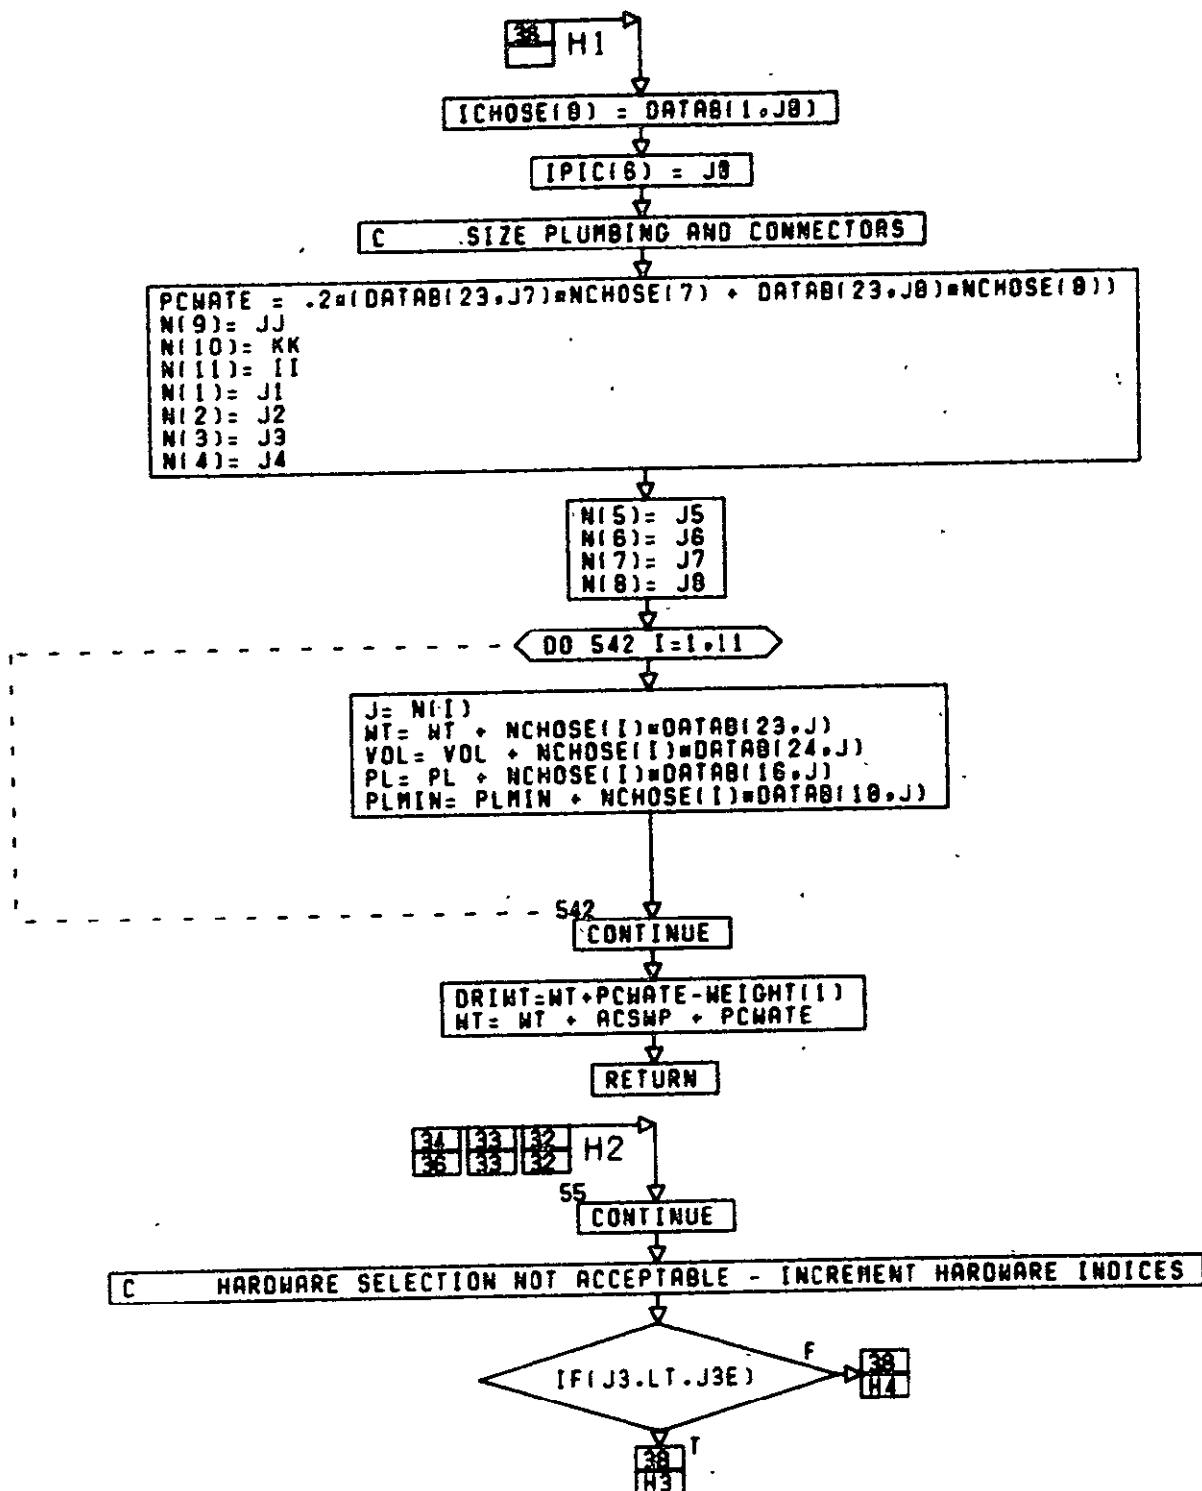 38
H1
ICHOSE(8) = DATAB(1,J8)
IPIC(6) = J8
C .SIZE PLUMBING AND CONNECTORS
PCWATE = .2*(DATAB(23,J7)*NCHOSE(7) + DATAB(23,J8)*NCHOSE(8))
N(9)= JJ
N(10)= KK
N(11)= II
N(1)= J1
N(2)= J2
N(3)= J3
N(4)= J4
N(5)= J5
N(6)= J6
N(7)= J7
N(8)= J8
DO 542 I=1,11
J= N(I)
WT= WT + NCHOSE(I)*DATAB(23,J)
VOL= VOL + NCHOSE(I)*DATAB(24,J)
PL= PL + NCHOSE(I)*DATAB(16,J)
PLMIN= PLMIN + NCHOSE(I)*DATAB(18,J)
542
CONTINUE
DRIWT=WT+PCWATE-WEIGHT(1)
WT= WT + ACSWP + PCWATE
RETURN
34 33 32
36 33 32
H2
55
CONTINUE
C HARDWARE SELECTION NOT ACCEPTABLE - INCREMENT HARDWARE INDICES
IF(J3.LT.J3E)
F
38
H4
T
38
H3